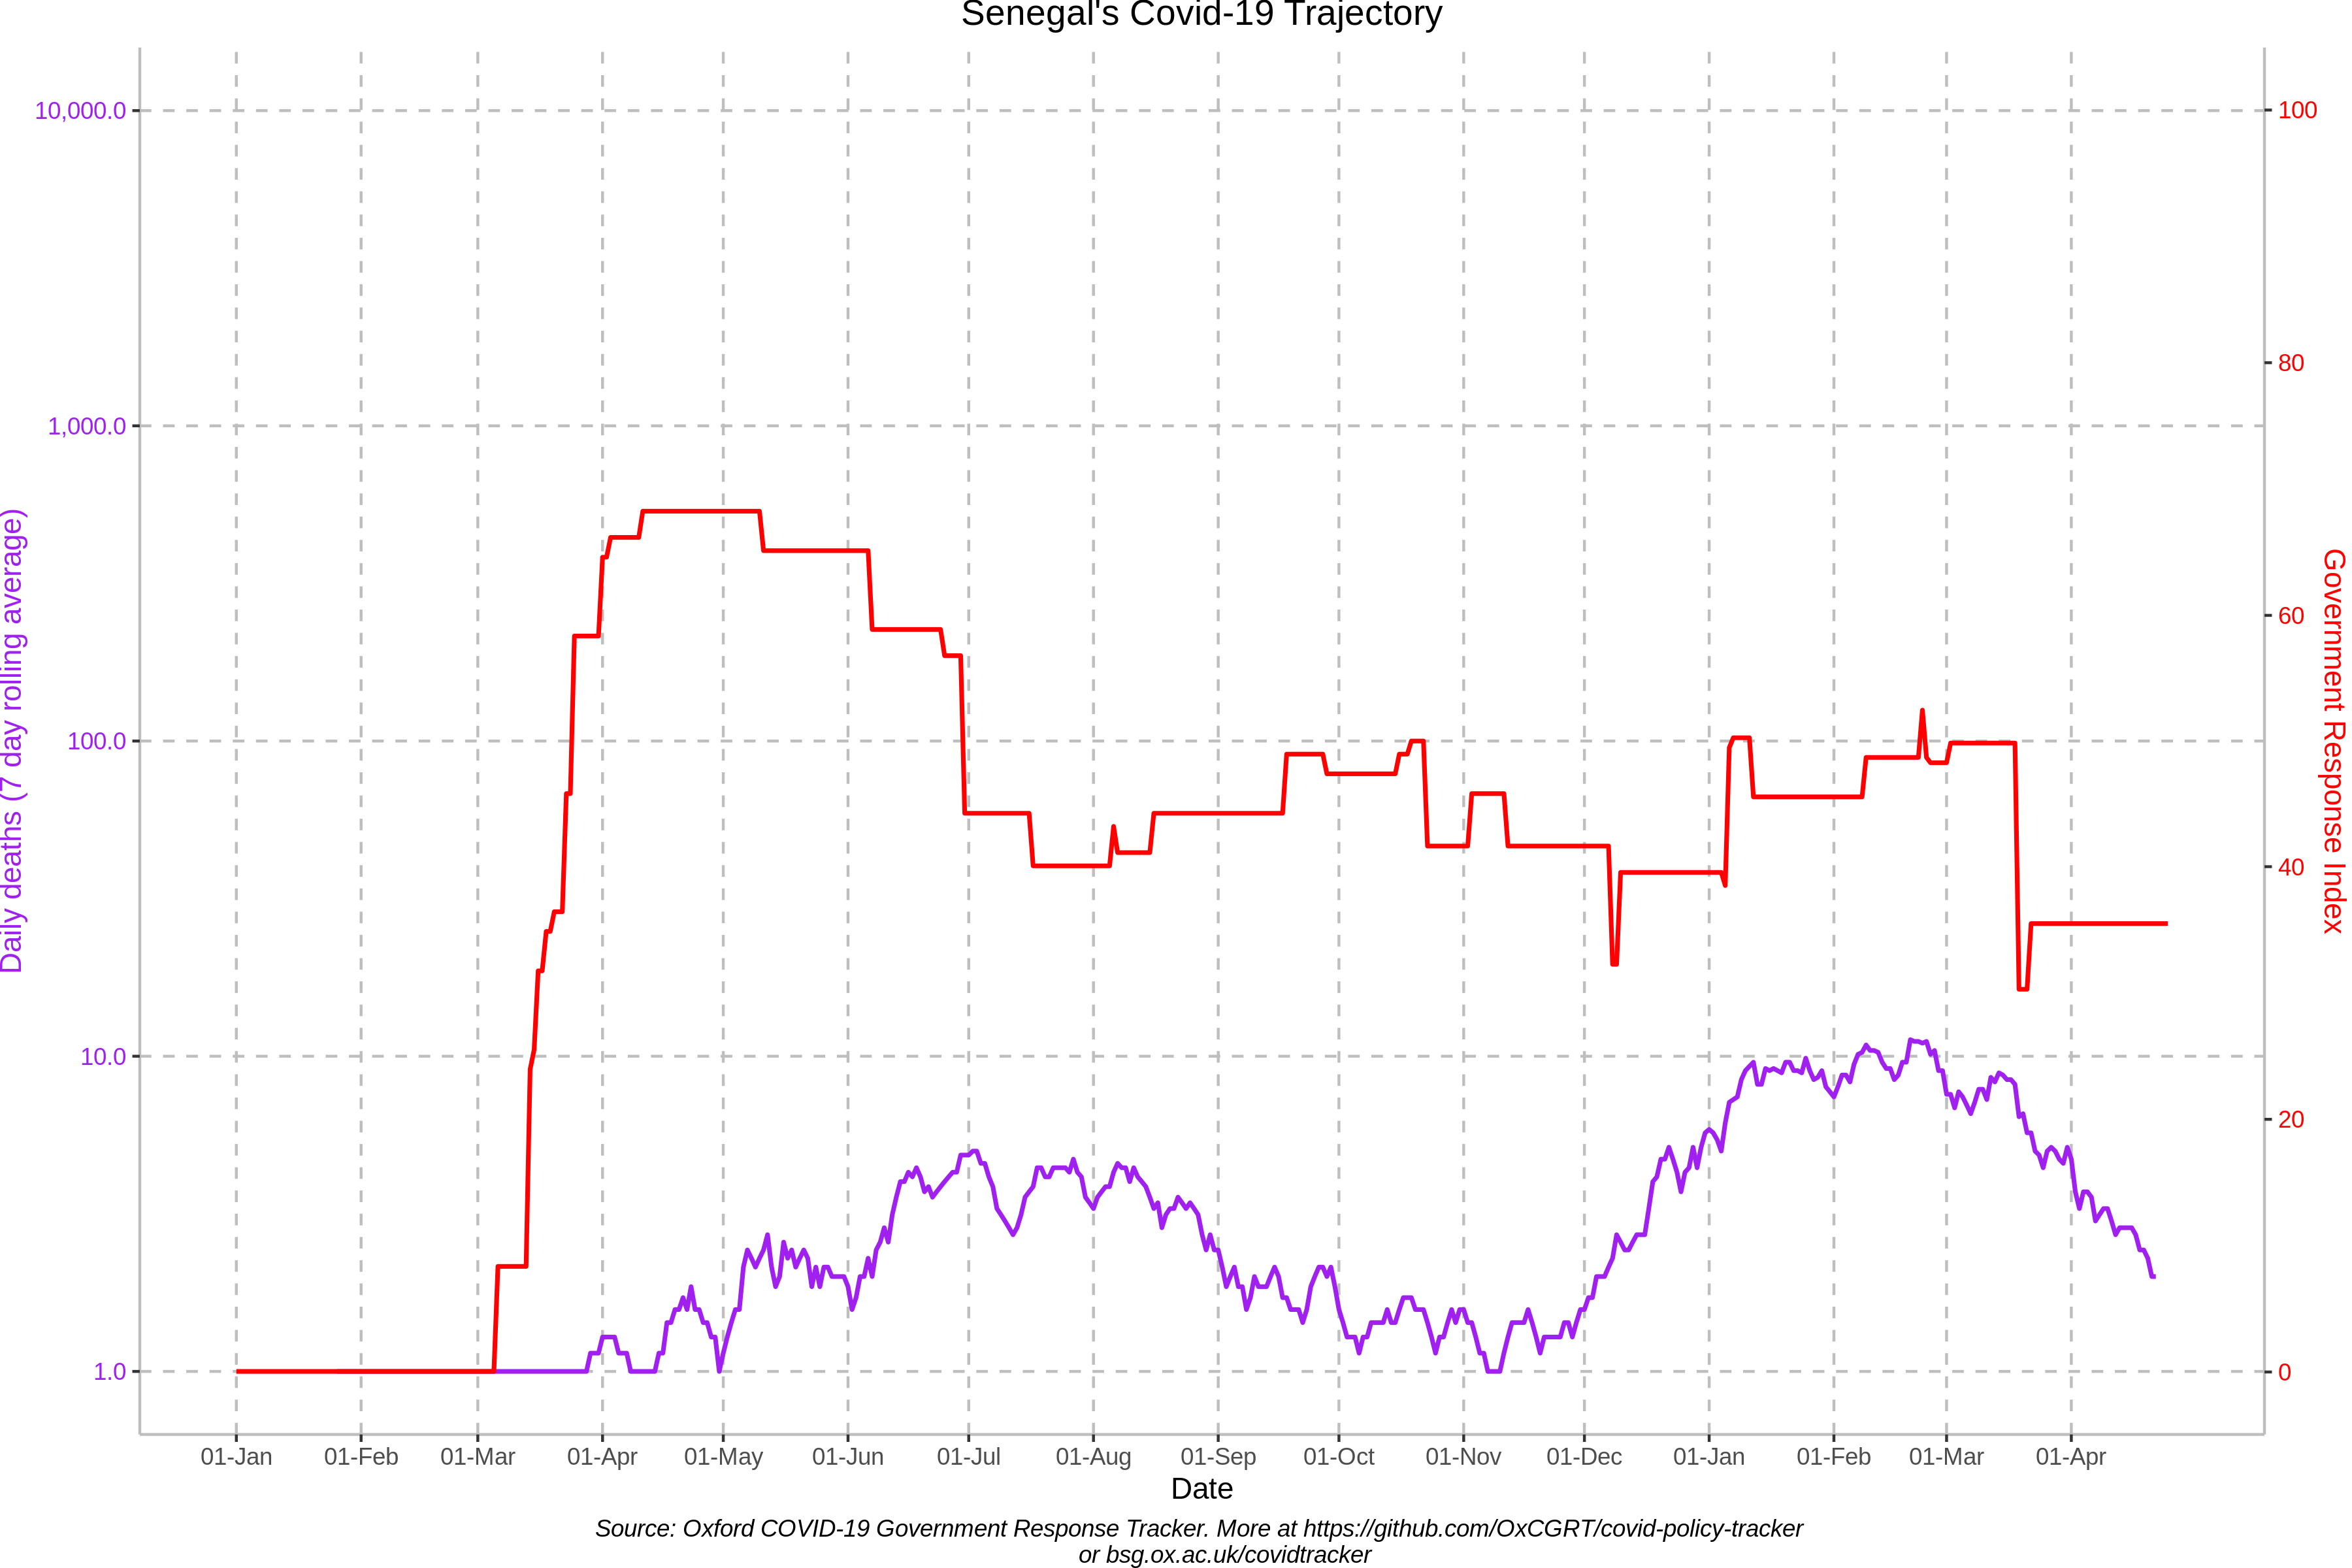 Senegal's Covid-19 Trajectory
10,000.0
1,000.0
100.0
10.0
1.0
Daily deaths (7 day rolling average)
100
80
60
40
20
0
Government Response Index
01-Jan 01-Feb 01-Mar 01-Apr 01-May 01-Jun 01-Jul 01-Aug 01-Sep 01-Oct 01-Nov 01-Dec 01-Jan 01-Feb 01-Mar 01-Apr
Date
Source: Oxford COVID-19 Government Response Tracker. More at https://github.com/OxCGRT/covid-policy-tracker
or bsg.ox.ac.uk/covidtracker